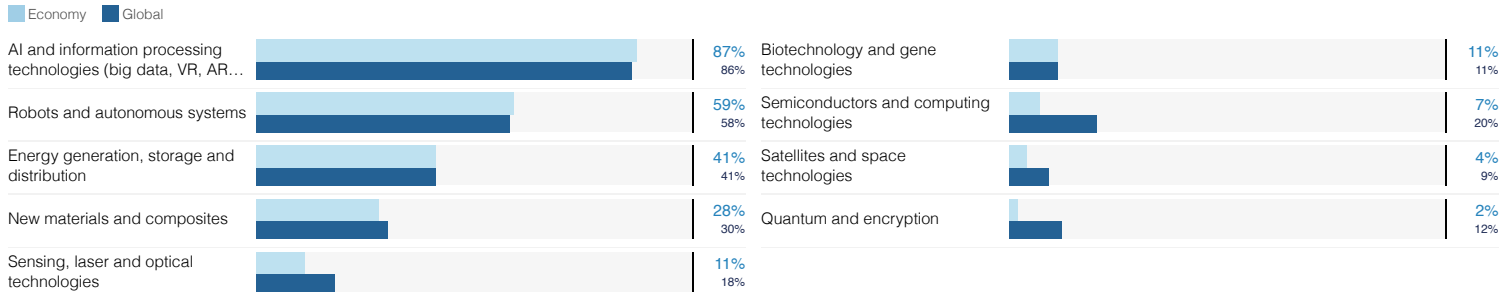 Economy Global
AI and information processing
technologies (big data, VR, AR…
87%
86%
Robots and autonomous systems
59%
58%
Energy generation, storage and
distribution
41%
41%
New materials and composites
28%
30%
Sensing, laser and optical
technologies
11%
18%
Biotechnology and gene
technologies
11%
11%
Semiconductors and computing
technologies
7%
20%
Satellites and space
technologies
4%
9%
Quantum and encryption
2%
12%